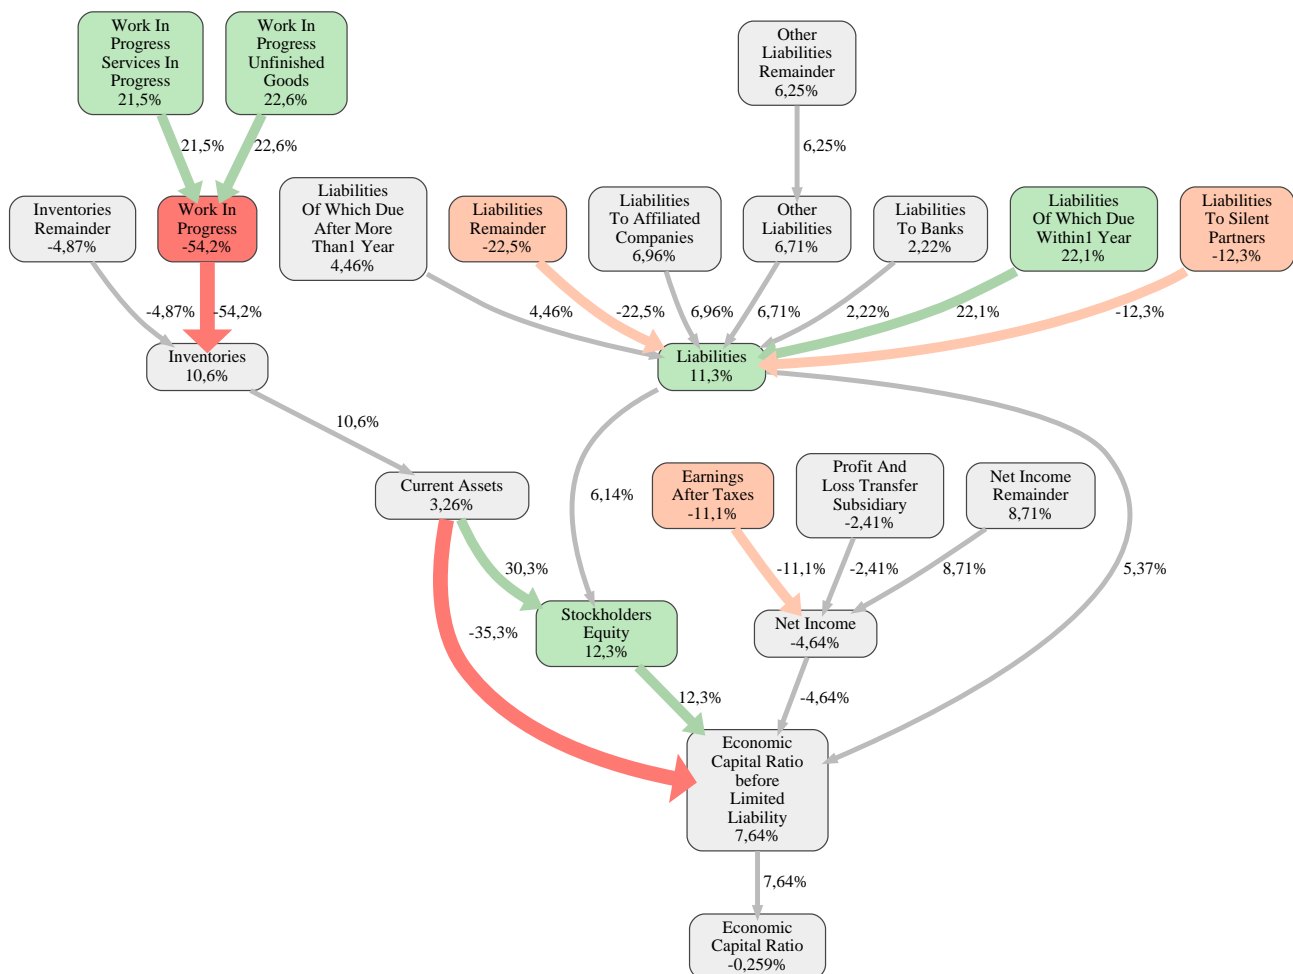 Work In
Progress
Services In
Progress
21,5%
Work In
Progress
Unfinished
Goods
22,6%
Other
Liabilities
Remainder
6,25%
21,5%
22,6%
6,25%
Inventories
Remainder
-4,87%
Work In
Progress
-54,2%
Liabilities
Of Which Due
After More
Than1 Year
4,46%
Liabilities
Remainder
-22,5%
Liabilities
To Affiliated
Companies
6,96%
Other
Liabilities
6,71%
Liabilities
To Banks
2,22%
Liabilities
Of Which Due
Within1 Year
22,1%
Liabilities
To Silent
Partners
-12,3%
-4,87%
-54,2%
4,46%
-22,5%
6,96%
6,71%
2,22%
22,1%
-12,3%
Inventories
10,6%
Liabilities
11,3%
10,6%
Current Assets
3,26%
6,14%
Earnings
After Taxes
-11,1%
Profit And
Loss Transfer
Subsidiary
-2,41%
Net Income
Remainder
8,71%
30,3%
-11,1%
-2,41%
8,71%
5,37%
-35,3%
Stockholders
Equity
12,3%
Net Income
-4,64%
12,3%
-4,64%
Economic
Capital Ratio
before
Limited
Liability
7,64%
7,64%
Economic
Capital Ratio
-0,259%